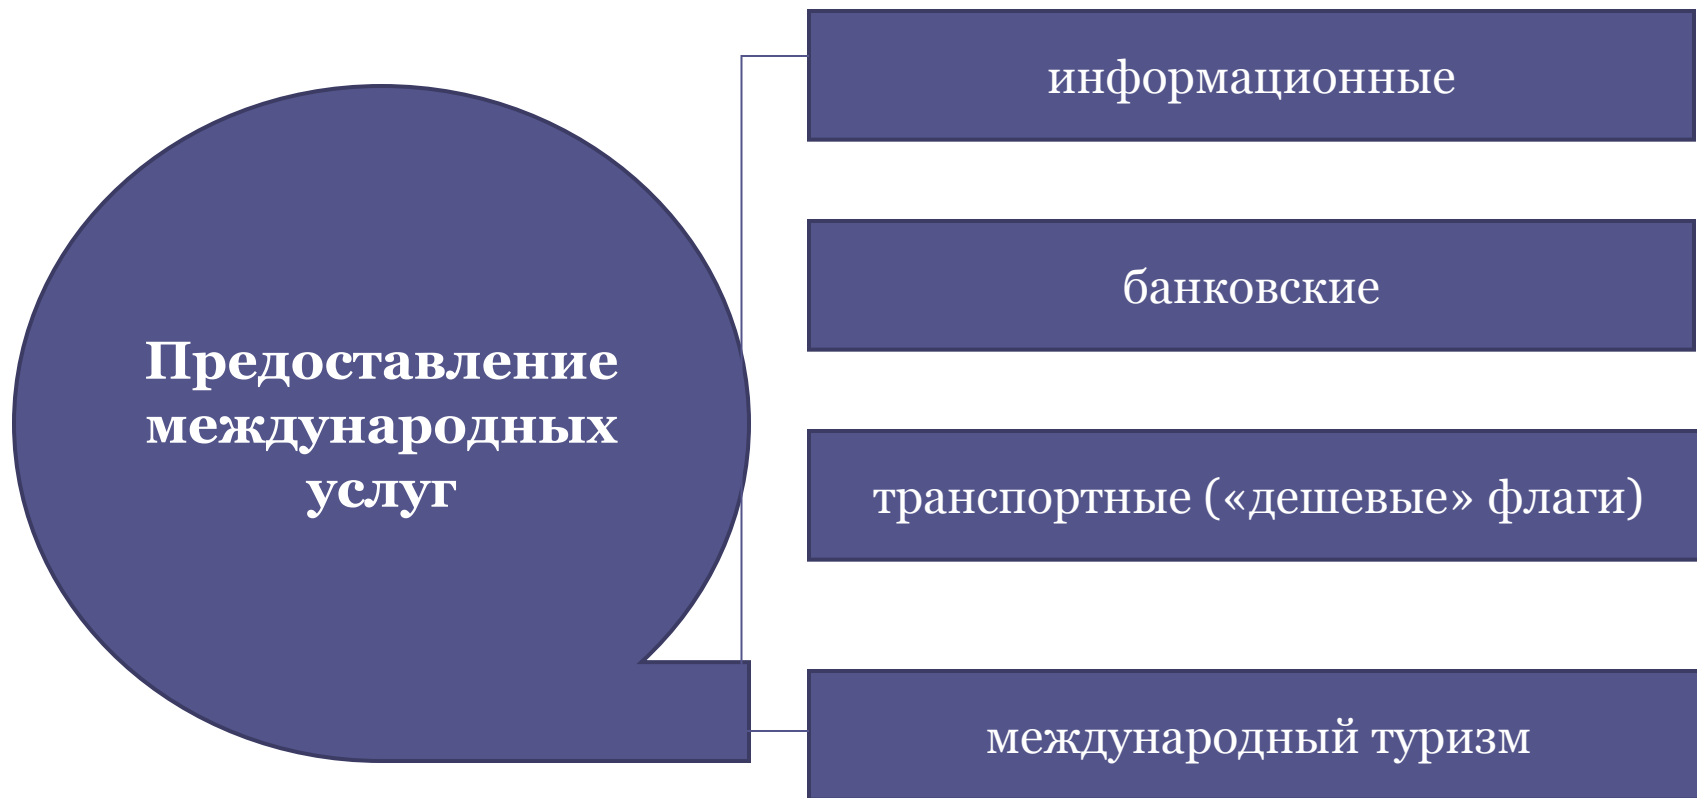 Предоставление
международных
услуг
информационные
банковские
транспортные («дешевые» флаги)
международный туризм